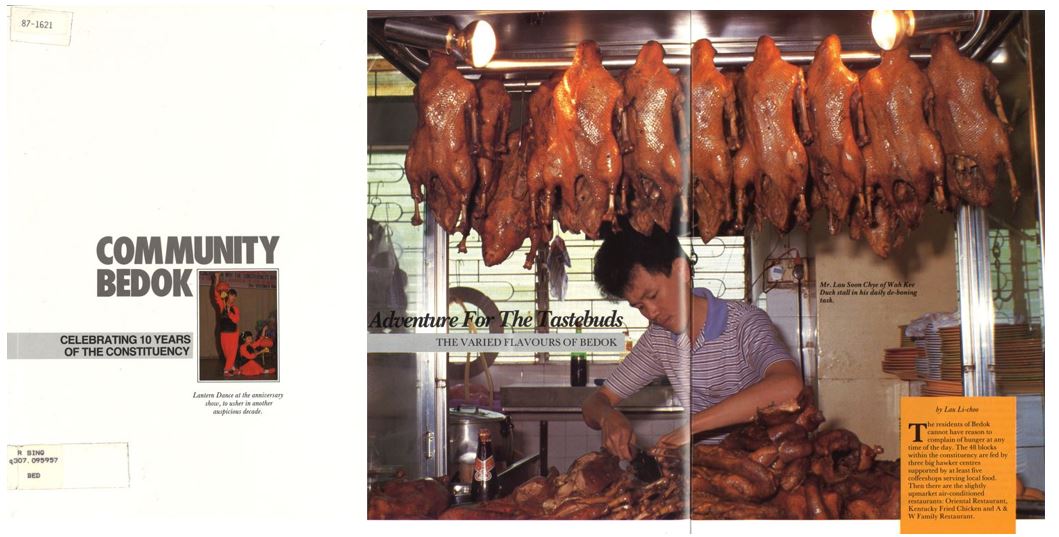 87-1621
COMMUNITY
BEDOK
CELEBRATING 10 YEARS
OF THE CONSTITUENCY
Lantern Dance at the anniversary
show, to usher in another
auspicious decade.
R SING
q307.095957
BED
Adventure For The Tastebuds
THE VARIED FLAVOURS OF BEDOK
Mr. Lau Soon Chye of Wah Kee
Duck stall in his daily de-boning
task.
by Lau Li-choo
The residents of Bedok
cannot have reason to
complain of hunger at any
time of the day. The 48 blocks
within the constituency are fed by
three big hawker centres
supported by at least five
coffeeshops serving local food.
Then there are the slightly
upmarket air-conditioned
restaurants: Oriental Restaurant,
Kentucky Fried Chicken and A &
W Family Restaurant.